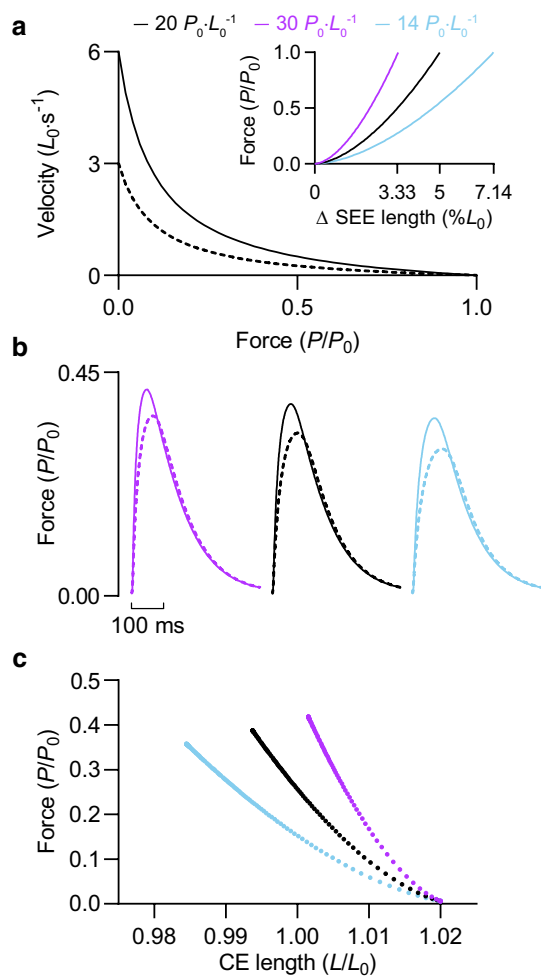 a
— 20 P₀·L₀⁻¹ — 30 P₀·L₀⁻¹ — 14 P₀·L₀⁻¹
Velocity (L₀·s⁻¹)
6
3
0
0.0 0.5 1.0
Force (P/P₀)
Force (P/P₀)
1.0
0.5
0.0
0 3.33 5 7.14
Δ SEE length (%L₀)
b
Force (P/P₀)
0.45
0.00
100 ms
c
Force (P/P₀)
0.5
0.4
0.3
0.2
0.1
0.0
0.98 0.99 1.00 1.01 1.02
CE length (L/L₀)